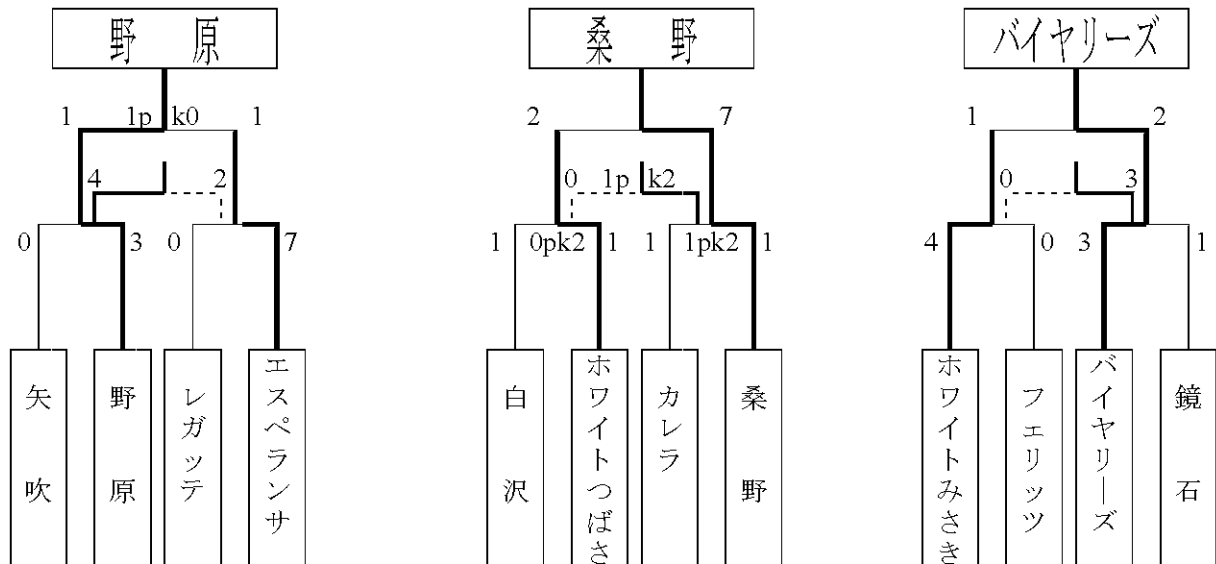 野原
桑野
バイヤリーズ
1 1pk0 1
2 7
1 2
4 2
0 1pk2
0 3
0 3 0 7
1 0pk2 1 1 1pk2 1
4 0 3 1
矢吹
野原
レガッテ
エスペランサ
白沢
ホワイトつばさ
カレラ
桑野
ホワイトみさき
フェリッツ
バイヤリーズ
鏡石